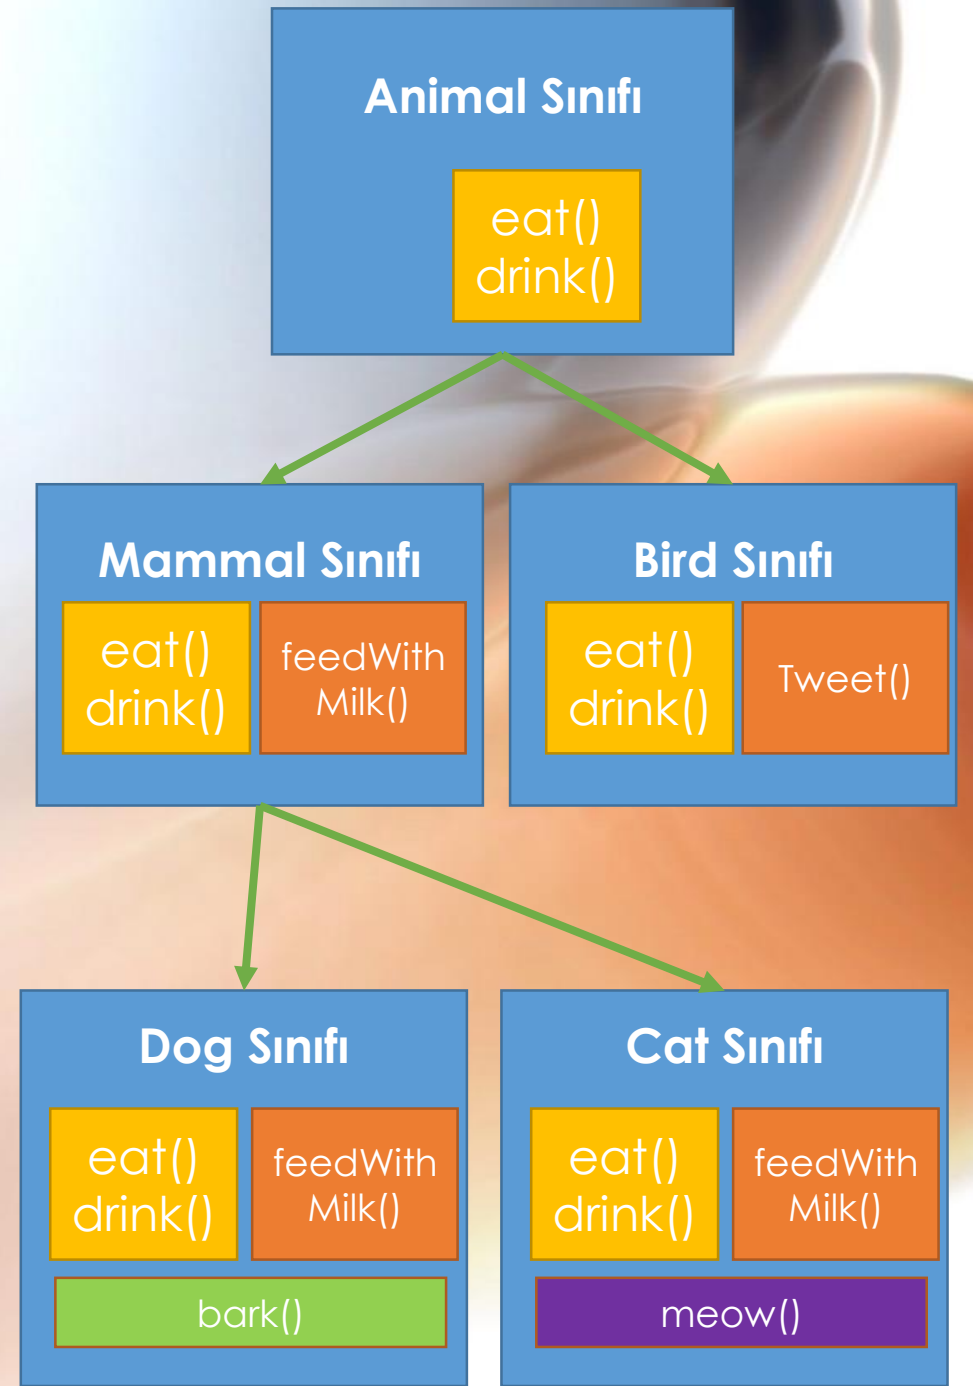 Animal Sınıfı
eat()
drink()
Mammal Sınıfı
eat()
drink()
feedWith
Milk()
Bird Sınıfı
eat()
drink()
Tweet()
Dog Sınıfı
eat()
drink()
feedWith
Milk()
bark()
Cat Sınıfı
eat()
drink()
feedWith
Milk()
meow()